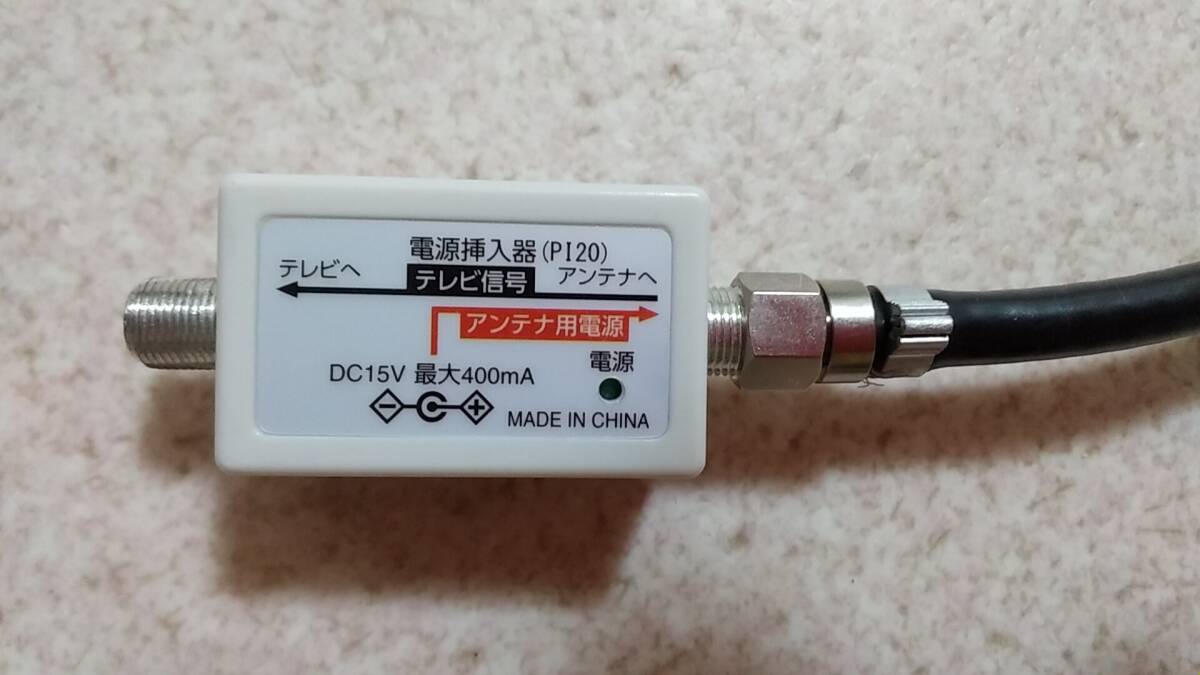 電源挿入器(PI20)
テレビへ
テレビ信号
アンテナへ
アンテナ用電源
電源
DC15V 最大400mA
MADE IN CHINA